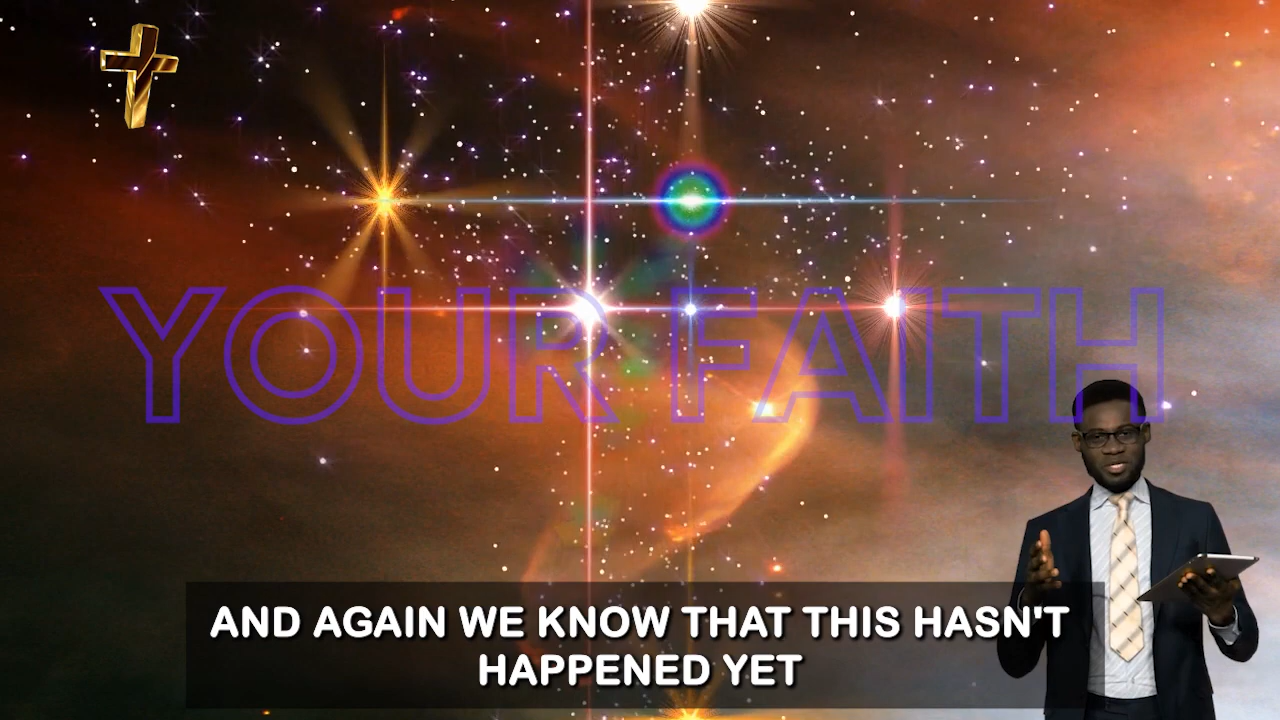 YOUR FAITH
AND AGAIN WE KNOW THAT THIS HASN'T
HAPPENED YET